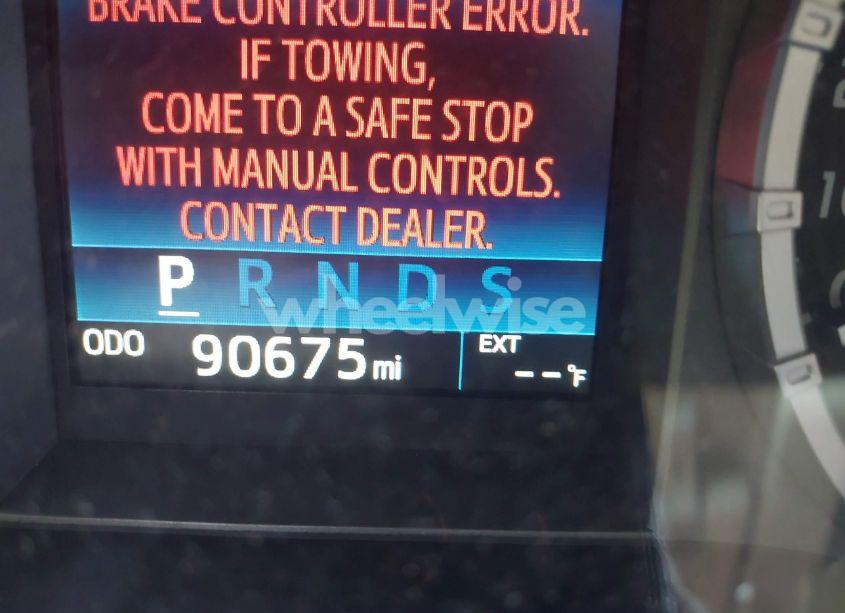 BRAKE CONTROLLER ERROR.
IF TOWING,
COME TO A SAFE STOP
WITH MANUAL CONTROLS.
CONTACT DEALER.
P R N D S
wheelwise
ODO 90675 mi EXT --°F